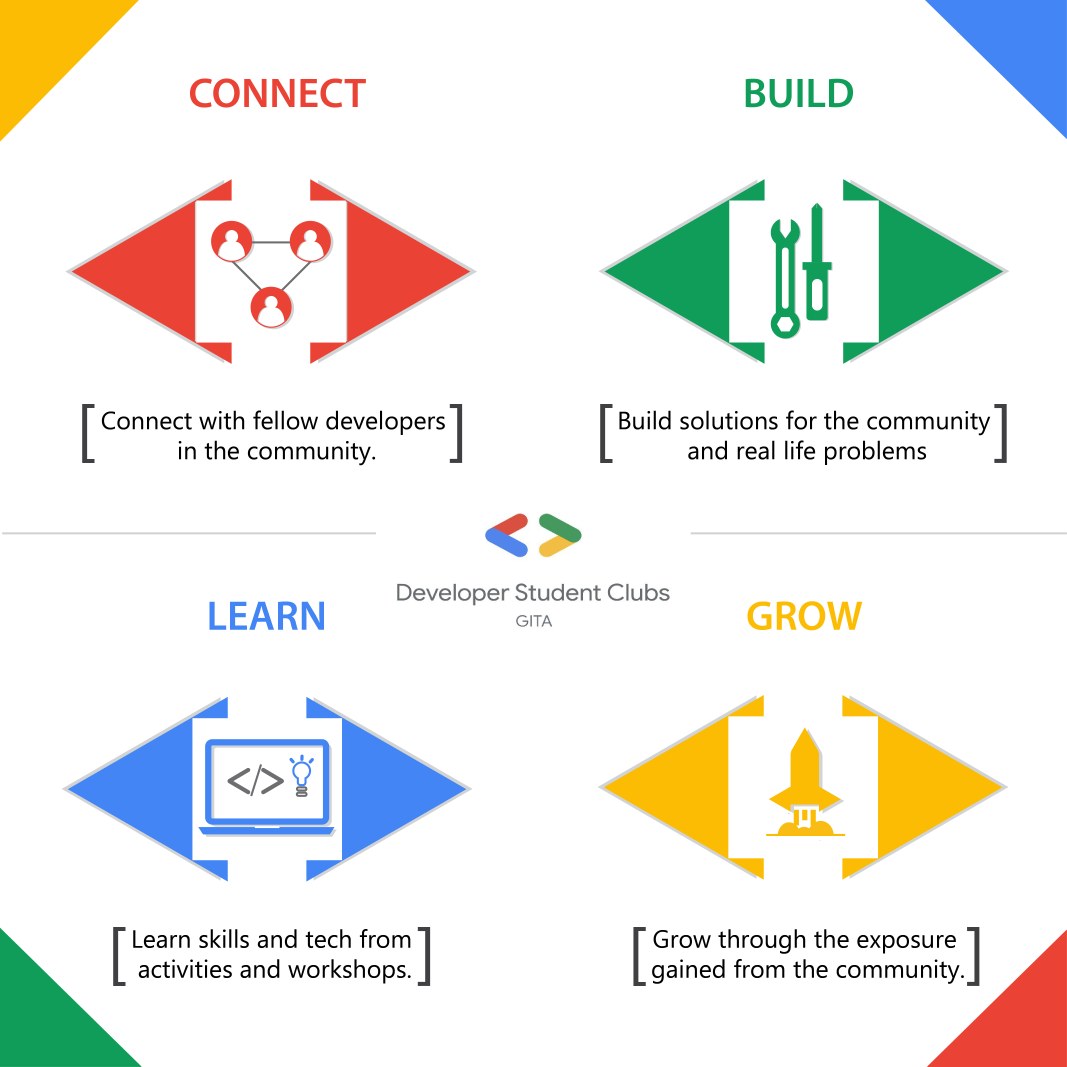 CONNECT
BUILD
[Connect with fellow developers
in the community.]
[Build solutions for the community
and real life problems]
Developer Student Clubs
GITA
LEARN
GROW
</>
[Learn skills and tech from
activities and workshops.]
[Grow through the exposure
gained from the community.]